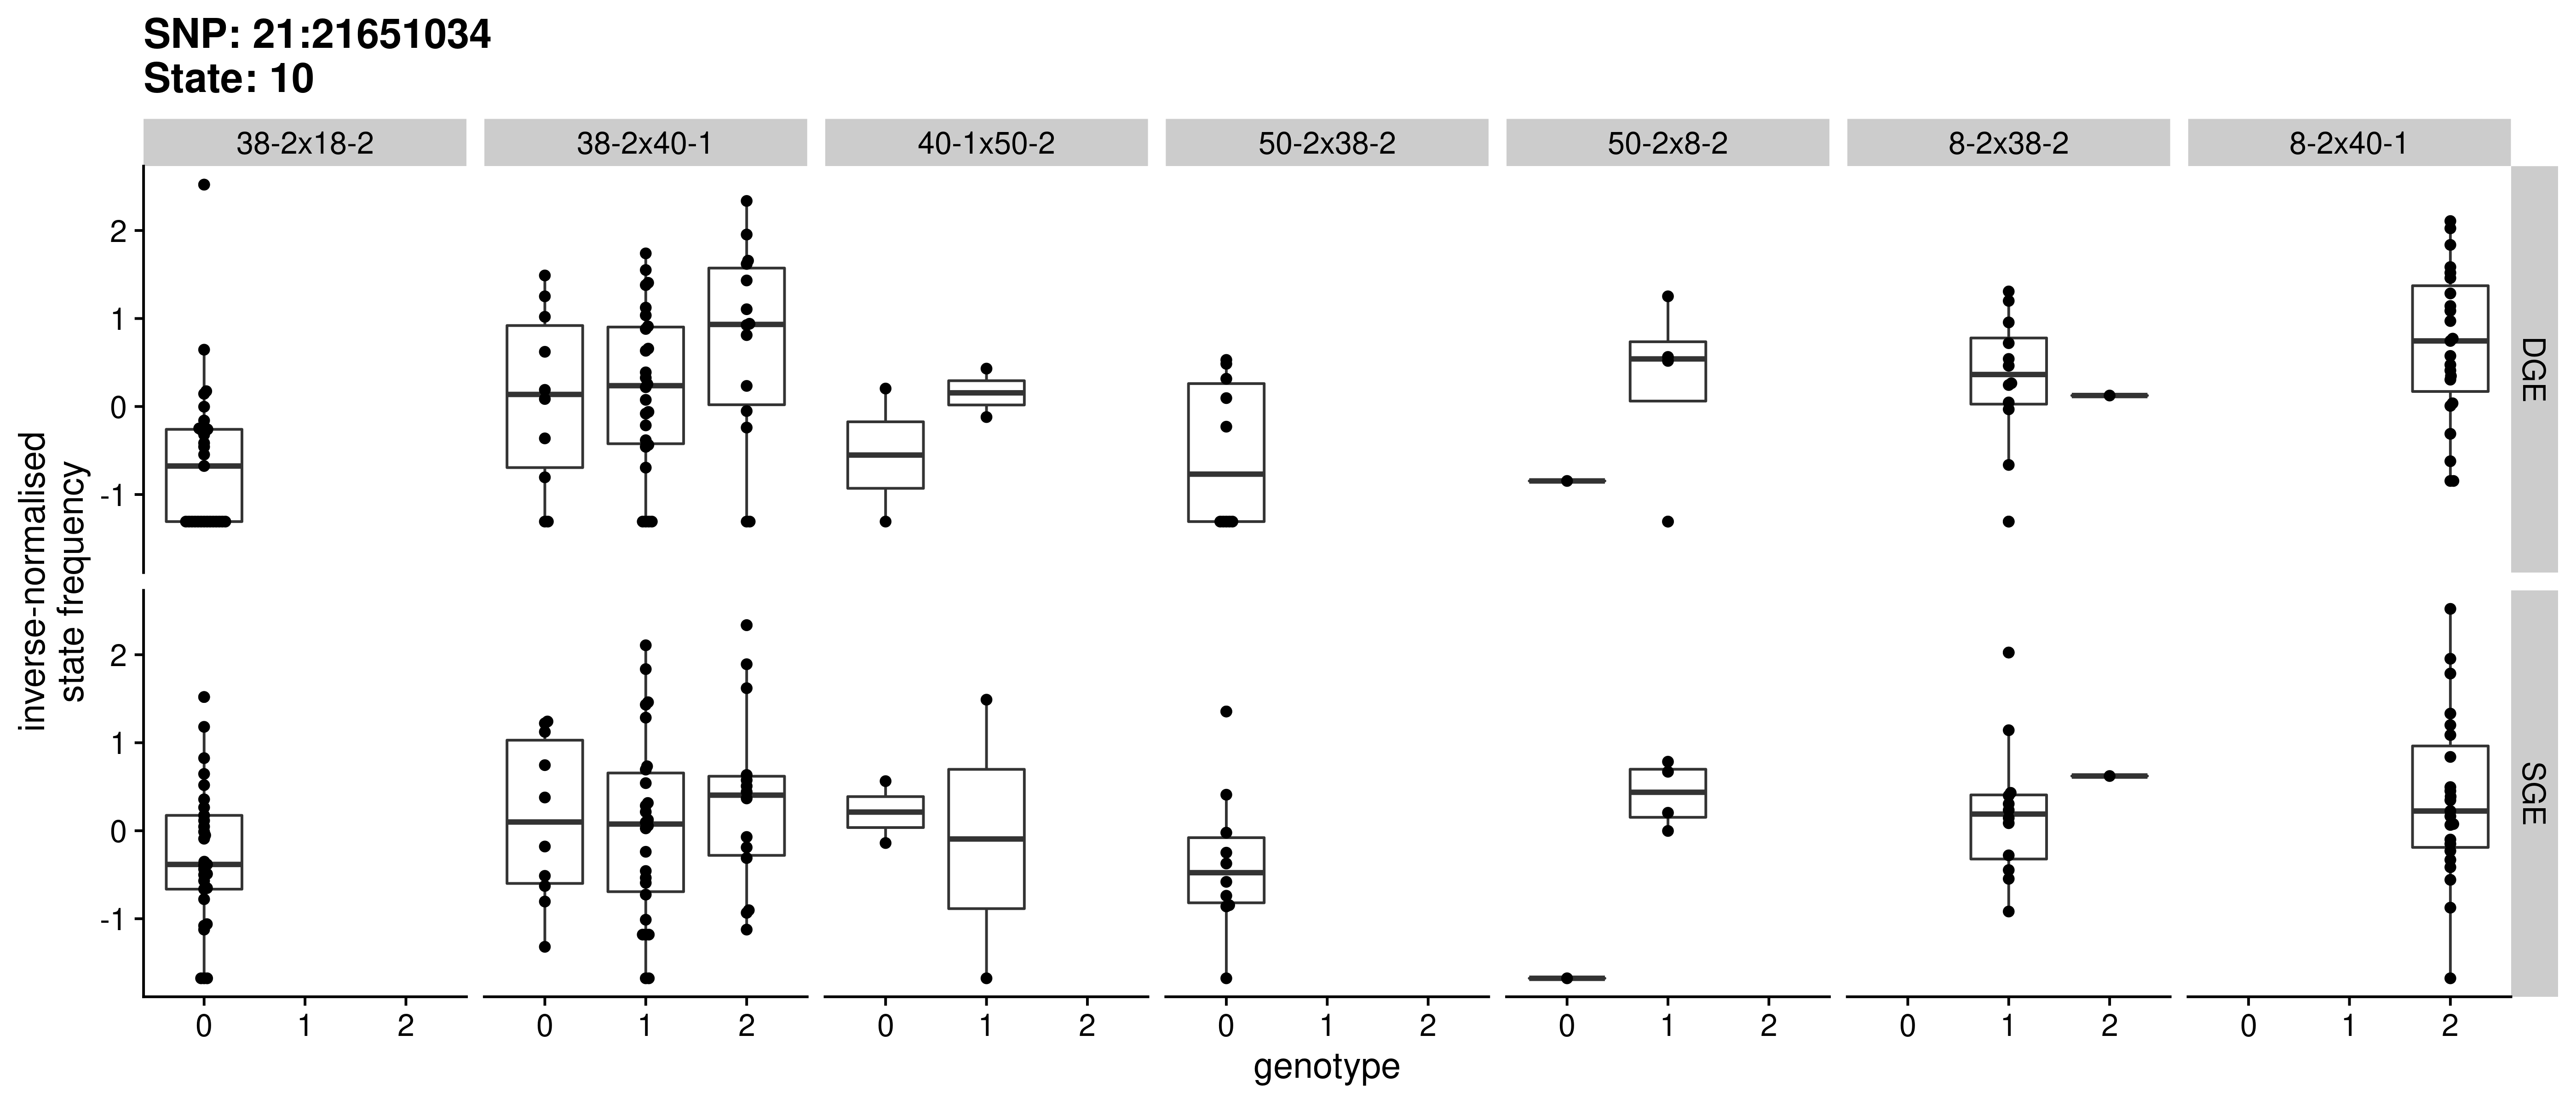 SNP: 21:21651034
State: 10
38-2x18-2
38-2x40-1
40-1x50-2
50-2x38-2
50-2x8-2
8-2x38-2
8-2x40-1
2
1
0
-1
DGE
inverse-normalised
state frequency
2
1
0
-1
SGE
0 1 2
0 1 2
0 1 2
0 1 2
0 1 2
0 1 2
0 1 2
genotype